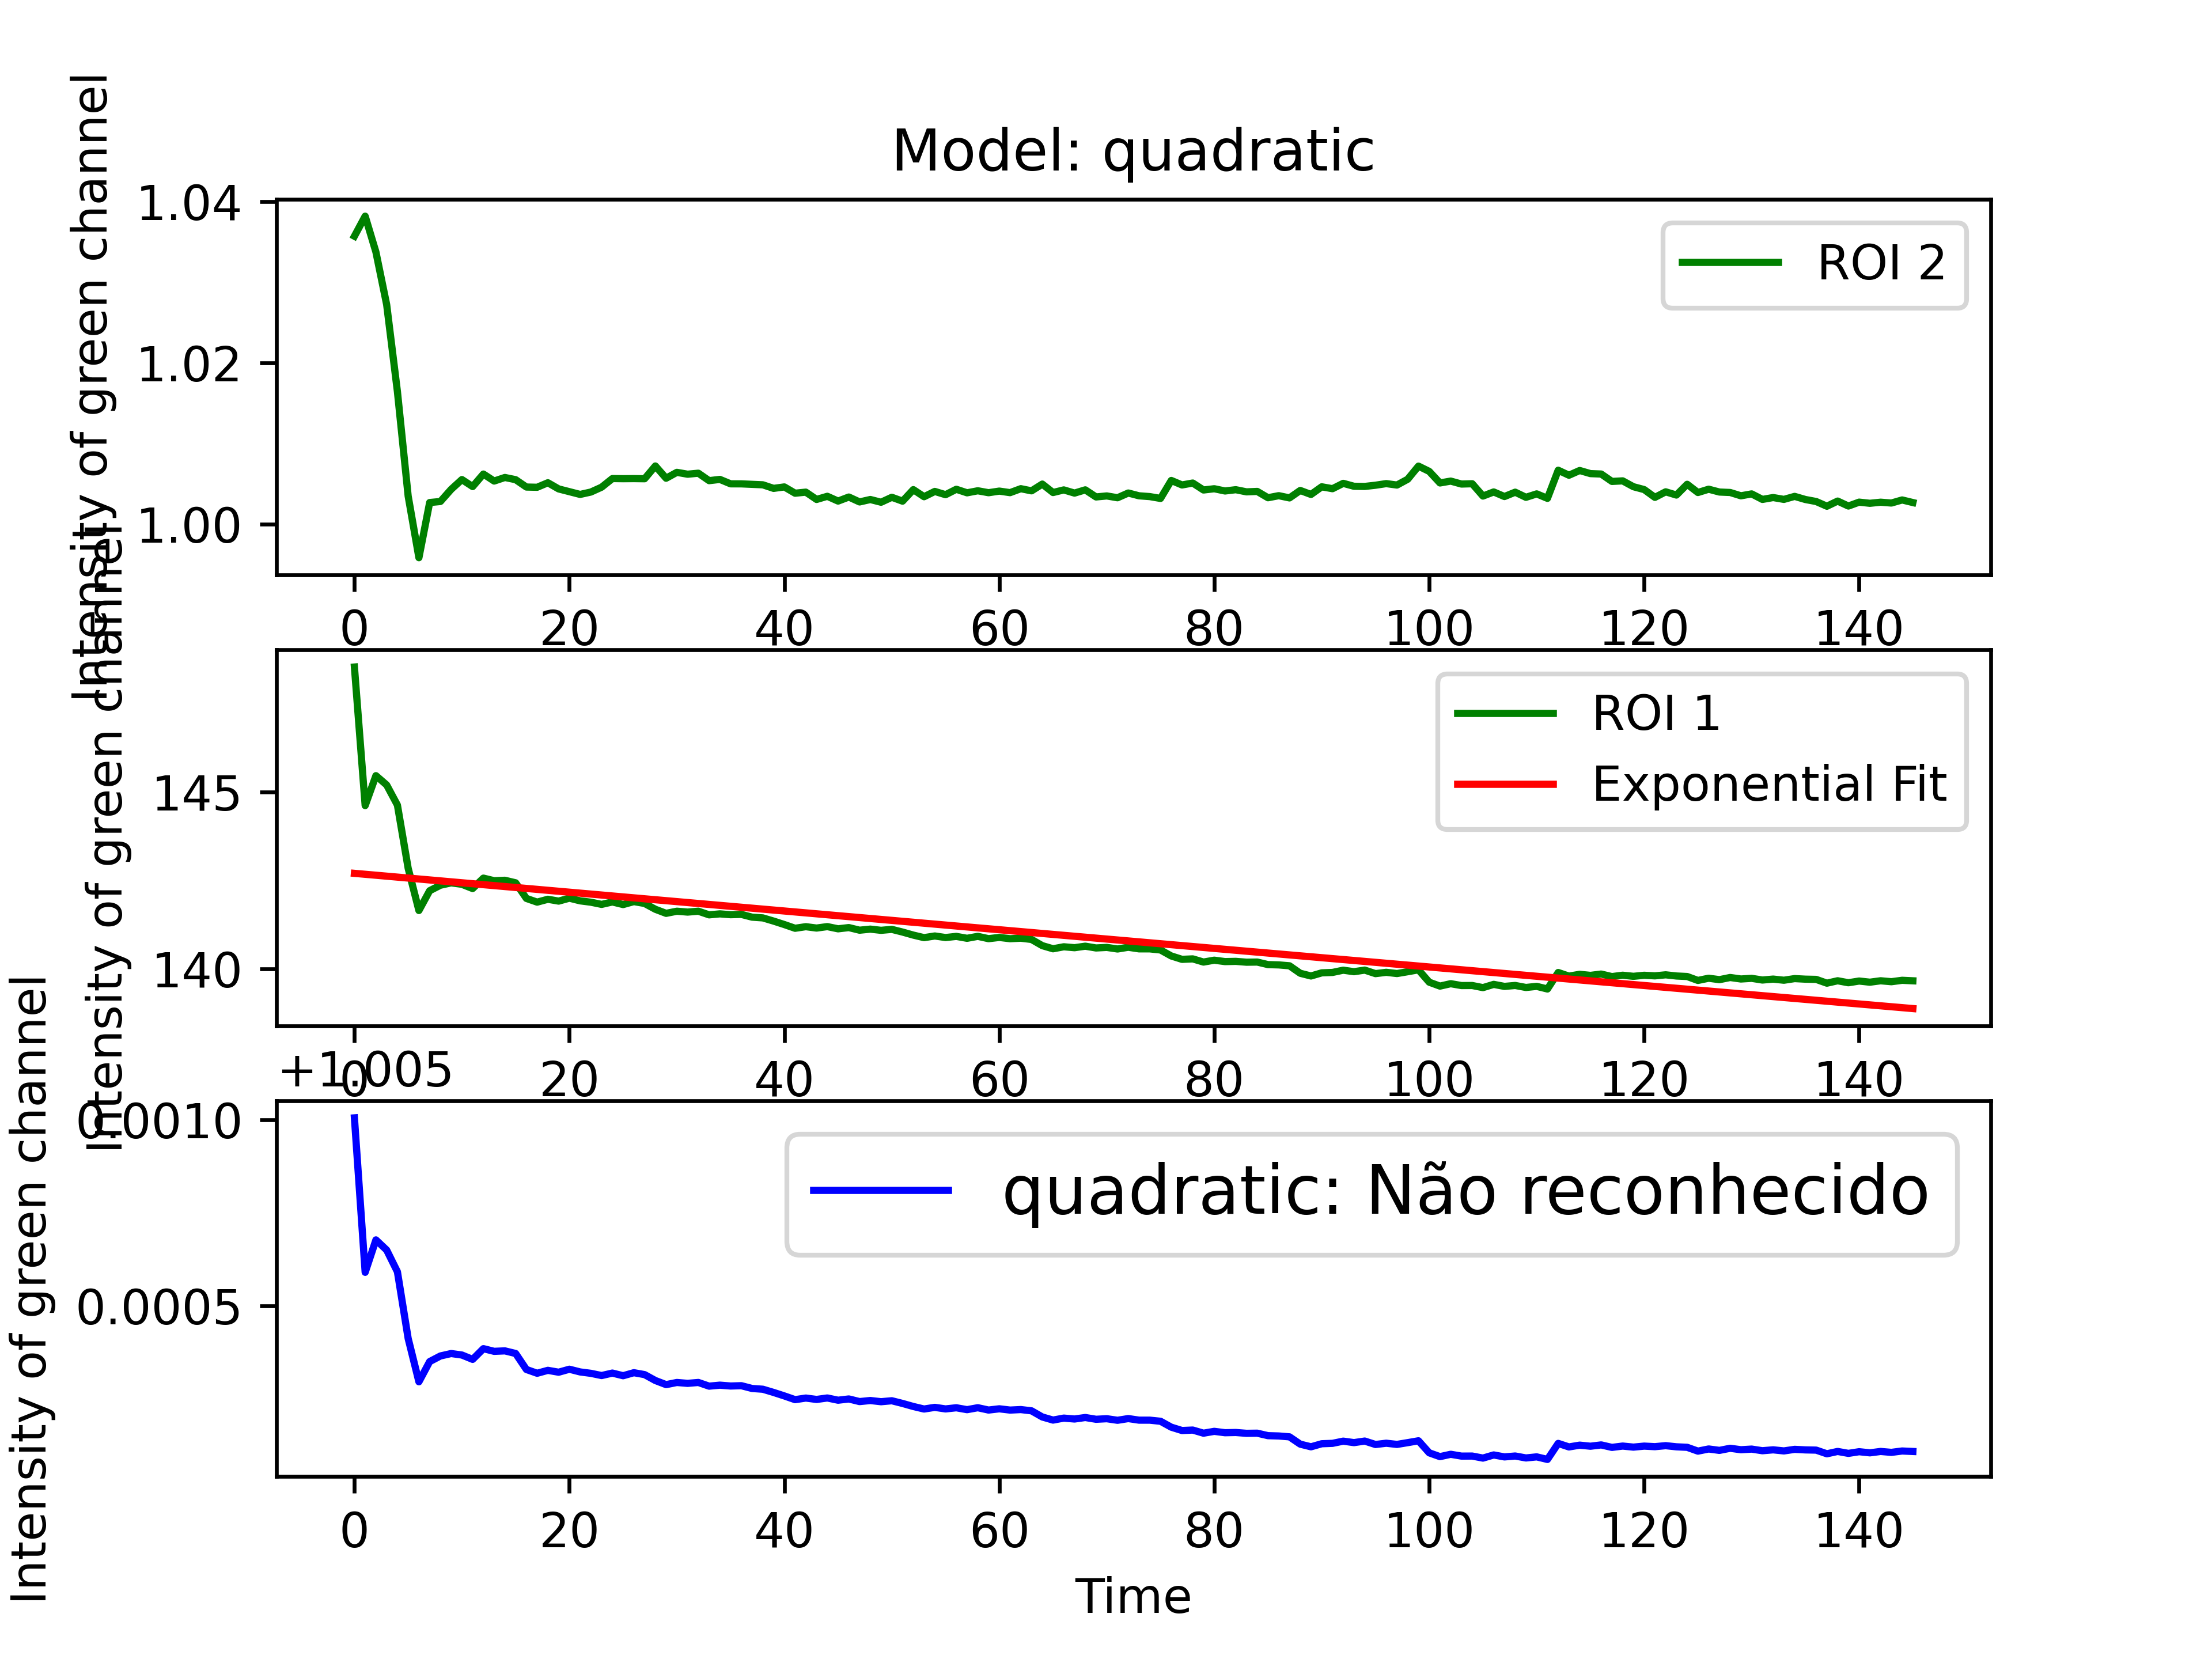 Model: quadratic
Intensity of green channel
1.04
1.02
1.00
ROI 2
0 20 40 60 80 100 120 140
Intensity of green channel
145
140
ROI 1
Exponential Fit
0 20 40 60 80 100 120 140
+1.005
Intensity of green channel
0.0010
0.0005
quadratic: Não reconhecido
0 20 40 60 80 100 120 140
Time